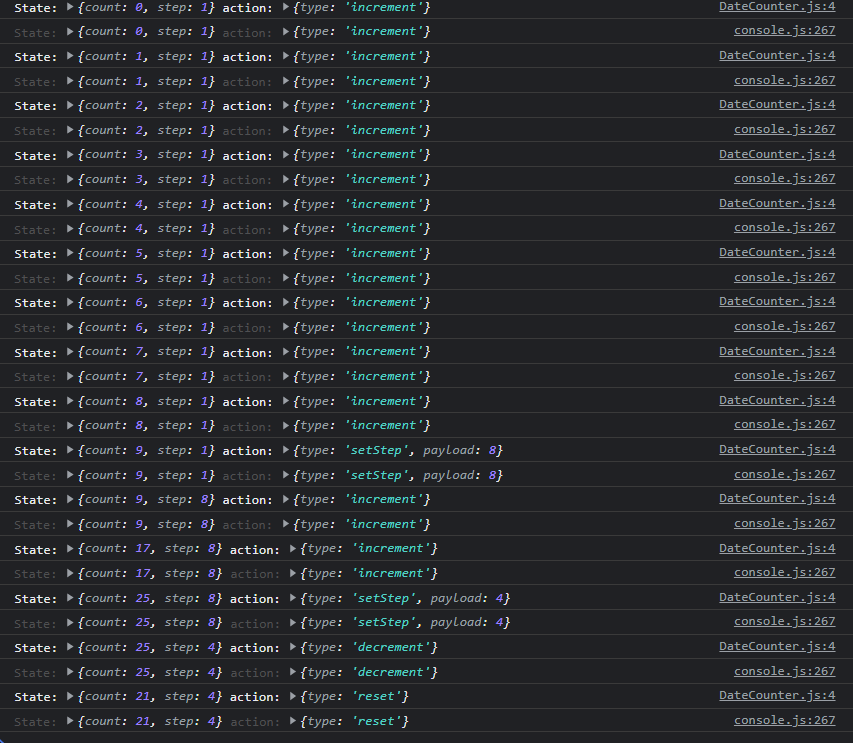 State: ▶{count: 0, step: 1} action: ▶{type: 'increment'} DateCounter.js:4
State: ▶{count: 0, step: 1} action: ▶{type: 'increment'} console.js:267
State: ▶{count: 1, step: 1} action: ▶{type: 'increment'} DateCounter.js:4
State: ▶{count: 1, step: 1} action: ▶{type: 'increment'} console.js:267
State: ▶{count: 2, step: 1} action: ▶{type: 'increment'} DateCounter.js:4
State: ▶{count: 2, step: 1} action: ▶{type: 'increment'} console.js:267
State: ▶{count: 3, step: 1} action: ▶{type: 'increment'} DateCounter.js:4
State: ▶{count: 3, step: 1} action: ▶{type: 'increment'} console.js:267
State: ▶{count: 4, step: 1} action: ▶{type: 'increment'} DateCounter.js:4
State: ▶{count: 4, step: 1} action: ▶{type: 'increment'} console.js:267
State: ▶{count: 5, step: 1} action: ▶{type: 'increment'} DateCounter.js:4
State: ▶{count: 5, step: 1} action: ▶{type: 'increment'} console.js:267
State: ▶{count: 6, step: 1} action: ▶{type: 'increment'} DateCounter.js:4
State: ▶{count: 6, step: 1} action: ▶{type: 'increment'} console.js:267
State: ▶{count: 7, step: 1} action: ▶{type: 'increment'} DateCounter.js:4
State: ▶{count: 7, step: 1} action: ▶{type: 'increment'} console.js:267
State: ▶{count: 8, step: 1} action: ▶{type: 'increment'} DateCounter.js:4
State: ▶{count: 8, step: 1} action: ▶{type: 'increment'} console.js:267
State: ▶{count: 9, step: 1} action: ▶{type: 'setStep', payload: 8} DateCounter.js:4
State: ▶{count: 9, step: 1} action: ▶{type: 'setStep', payload: 8} console.js:267
State: ▶{count: 9, step: 8} action: ▶{type: 'increment'} DateCounter.js:4
State: ▶{count: 9, step: 8} action: ▶{type: 'increment'} console.js:267
State: ▶{count: 17, step: 8} action: ▶{type: 'increment'} DateCounter.js:4
State: ▶{count: 17, step: 8} action: ▶{type: 'increment'} console.js:267
State: ▶{count: 25, step: 8} action: ▶{type: 'setStep', payload: 4} DateCounter.js:4
State: ▶{count: 25, step: 8} action: ▶{type: 'setStep', payload: 4} console.js:267
State: ▶{count: 25, step: 4} action: ▶{type: 'decrement'} DateCounter.js:4
State: ▶{count: 25, step: 4} action: ▶{type: 'decrement'} console.js:267
State: ▶{count: 21, step: 4} action: ▶{type: 'reset'} DateCounter.js:4
State: ▶{count: 21, step: 4} action: ▶{type: 'reset'} console.js:267